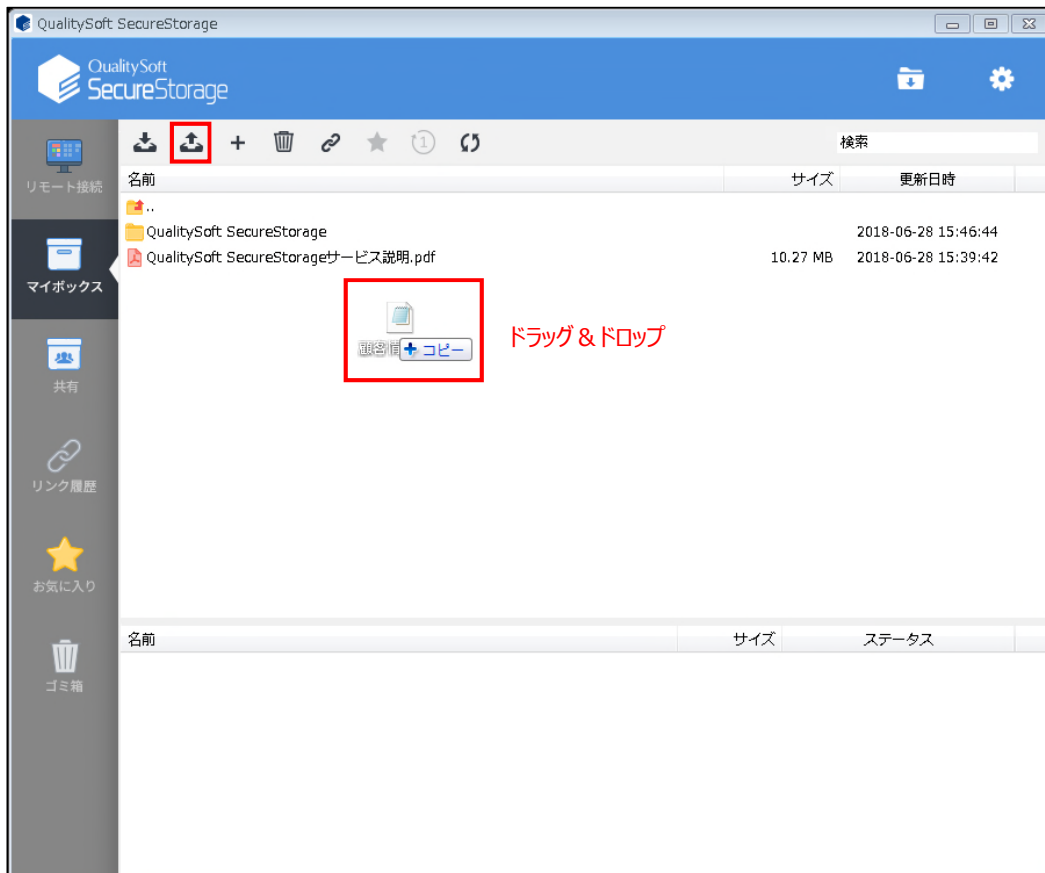 QualitySoft SecureStorage
QualitySoft
SecureStorage
検索
リモート接続
マイボックス
共有
リンク履歴
お気に入り
ゴミ箱
名前 サイズ 更新日時
..
QualitySoft SecureStorage 2018-06-28 15:46:44
QualitySoft SecureStorageサービス説明.pdf 10.27 MB 2018-06-28 15:39:42
コピー
ドラッグ＆ドロップ
名前 サイズ ステータス